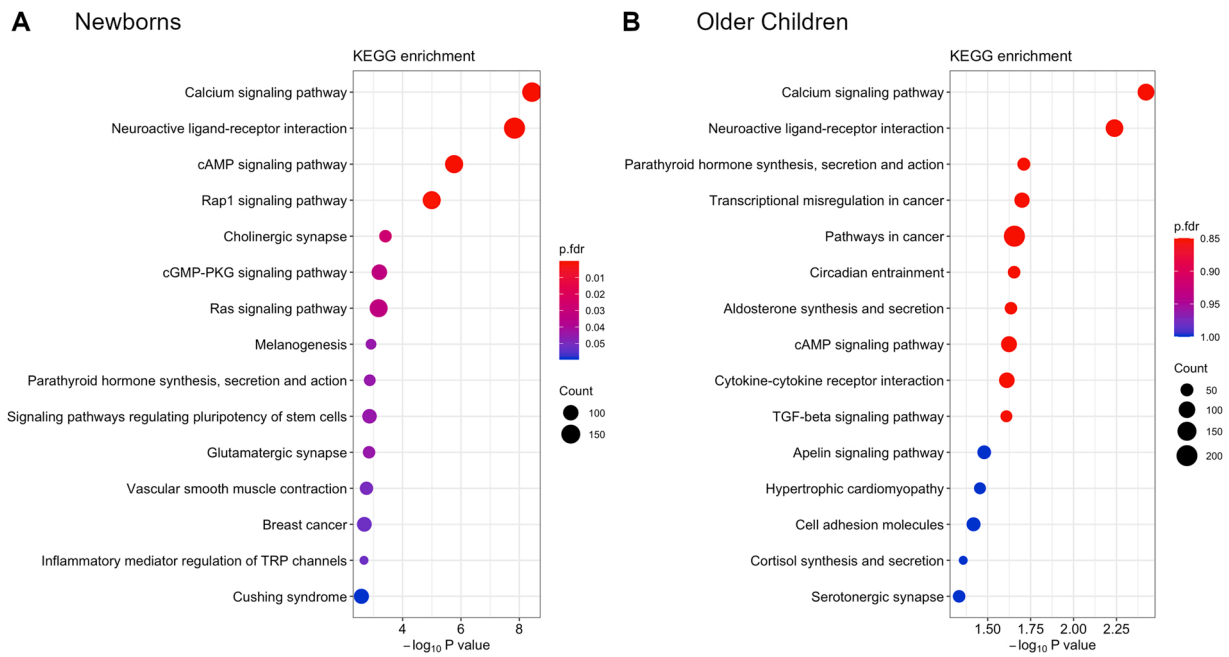 A Newborns
KEGG enrichment
Calcium signaling pathway
Neuroactive ligand-receptor interaction
cAMP signaling pathway
Rap1 signaling pathway
Cholinergic synapse
cGMP-PKG signaling pathway
Ras signaling pathway
Melanogenesis
Parathyroid hormone synthesis, secretion and action
Signaling pathways regulating pluripotency of stem cells
Glutamatergic synapse
Vascular smooth muscle contraction
Breast cancer
Inflammatory mediator regulation of TRP channels
Cushing syndrome
4 6 8
−log10 P value
p.fdr
0.01
0.02
0.03
0.04
0.05
Count
100
150
B Older Children
KEGG enrichment
Calcium signaling pathway
Neuroactive ligand-receptor interaction
Parathyroid hormone synthesis, secretion and action
Transcriptional misregulation in cancer
Pathways in cancer
Circadian entrainment
Aldosterone synthesis and secretion
cAMP signaling pathway
Cytokine-cytokine receptor interaction
TGF-beta signaling pathway
Apelin signaling pathway
Hypertrophic cardiomyopathy
Cell adhesion molecules
Cortisol synthesis and secretion
Serotonergic synapse
1.50 1.75 2.00 2.25
−log10 P value
p.fdr
0.85
0.90
0.95
1.00
Count
50
100
150
200